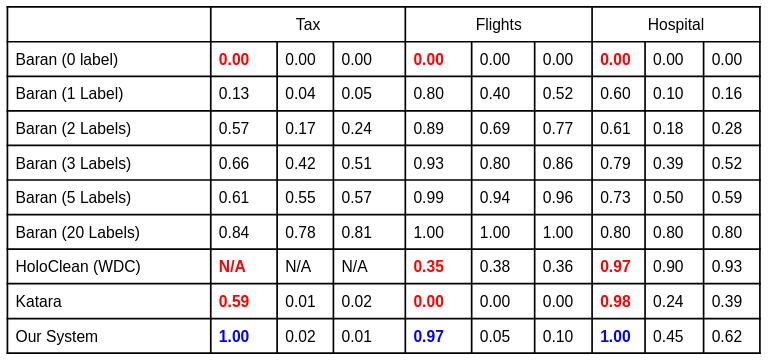 Tax Flights Hospital
Baran (0 label) 0.00 0.00 0.00 0.00 0.00 0.00 0.00 0.00 0.00
Baran (1 Label) 0.13 0.04 0.05 0.80 0.40 0.52 0.60 0.10 0.16
Baran (2 Labels) 0.57 0.17 0.24 0.89 0.69 0.77 0.61 0.18 0.28
Baran (3 Labels) 0.66 0.42 0.51 0.93 0.80 0.86 0.79 0.39 0.52
Baran (5 Labels) 0.61 0.55 0.57 0.99 0.94 0.96 0.73 0.50 0.59
Baran (20 Labels) 0.84 0.78 0.81 1.00 1.00 1.00 0.80 0.80 0.80
HoloClean (WDC) N/A N/A N/A 0.35 0.38 0.36 0.97 0.90 0.93
Katara 0.59 0.01 0.02 0.00 0.00 0.00 0.98 0.24 0.39
Our System 1.00 0.02 0.01 0.97 0.05 0.10 1.00 0.45 0.62